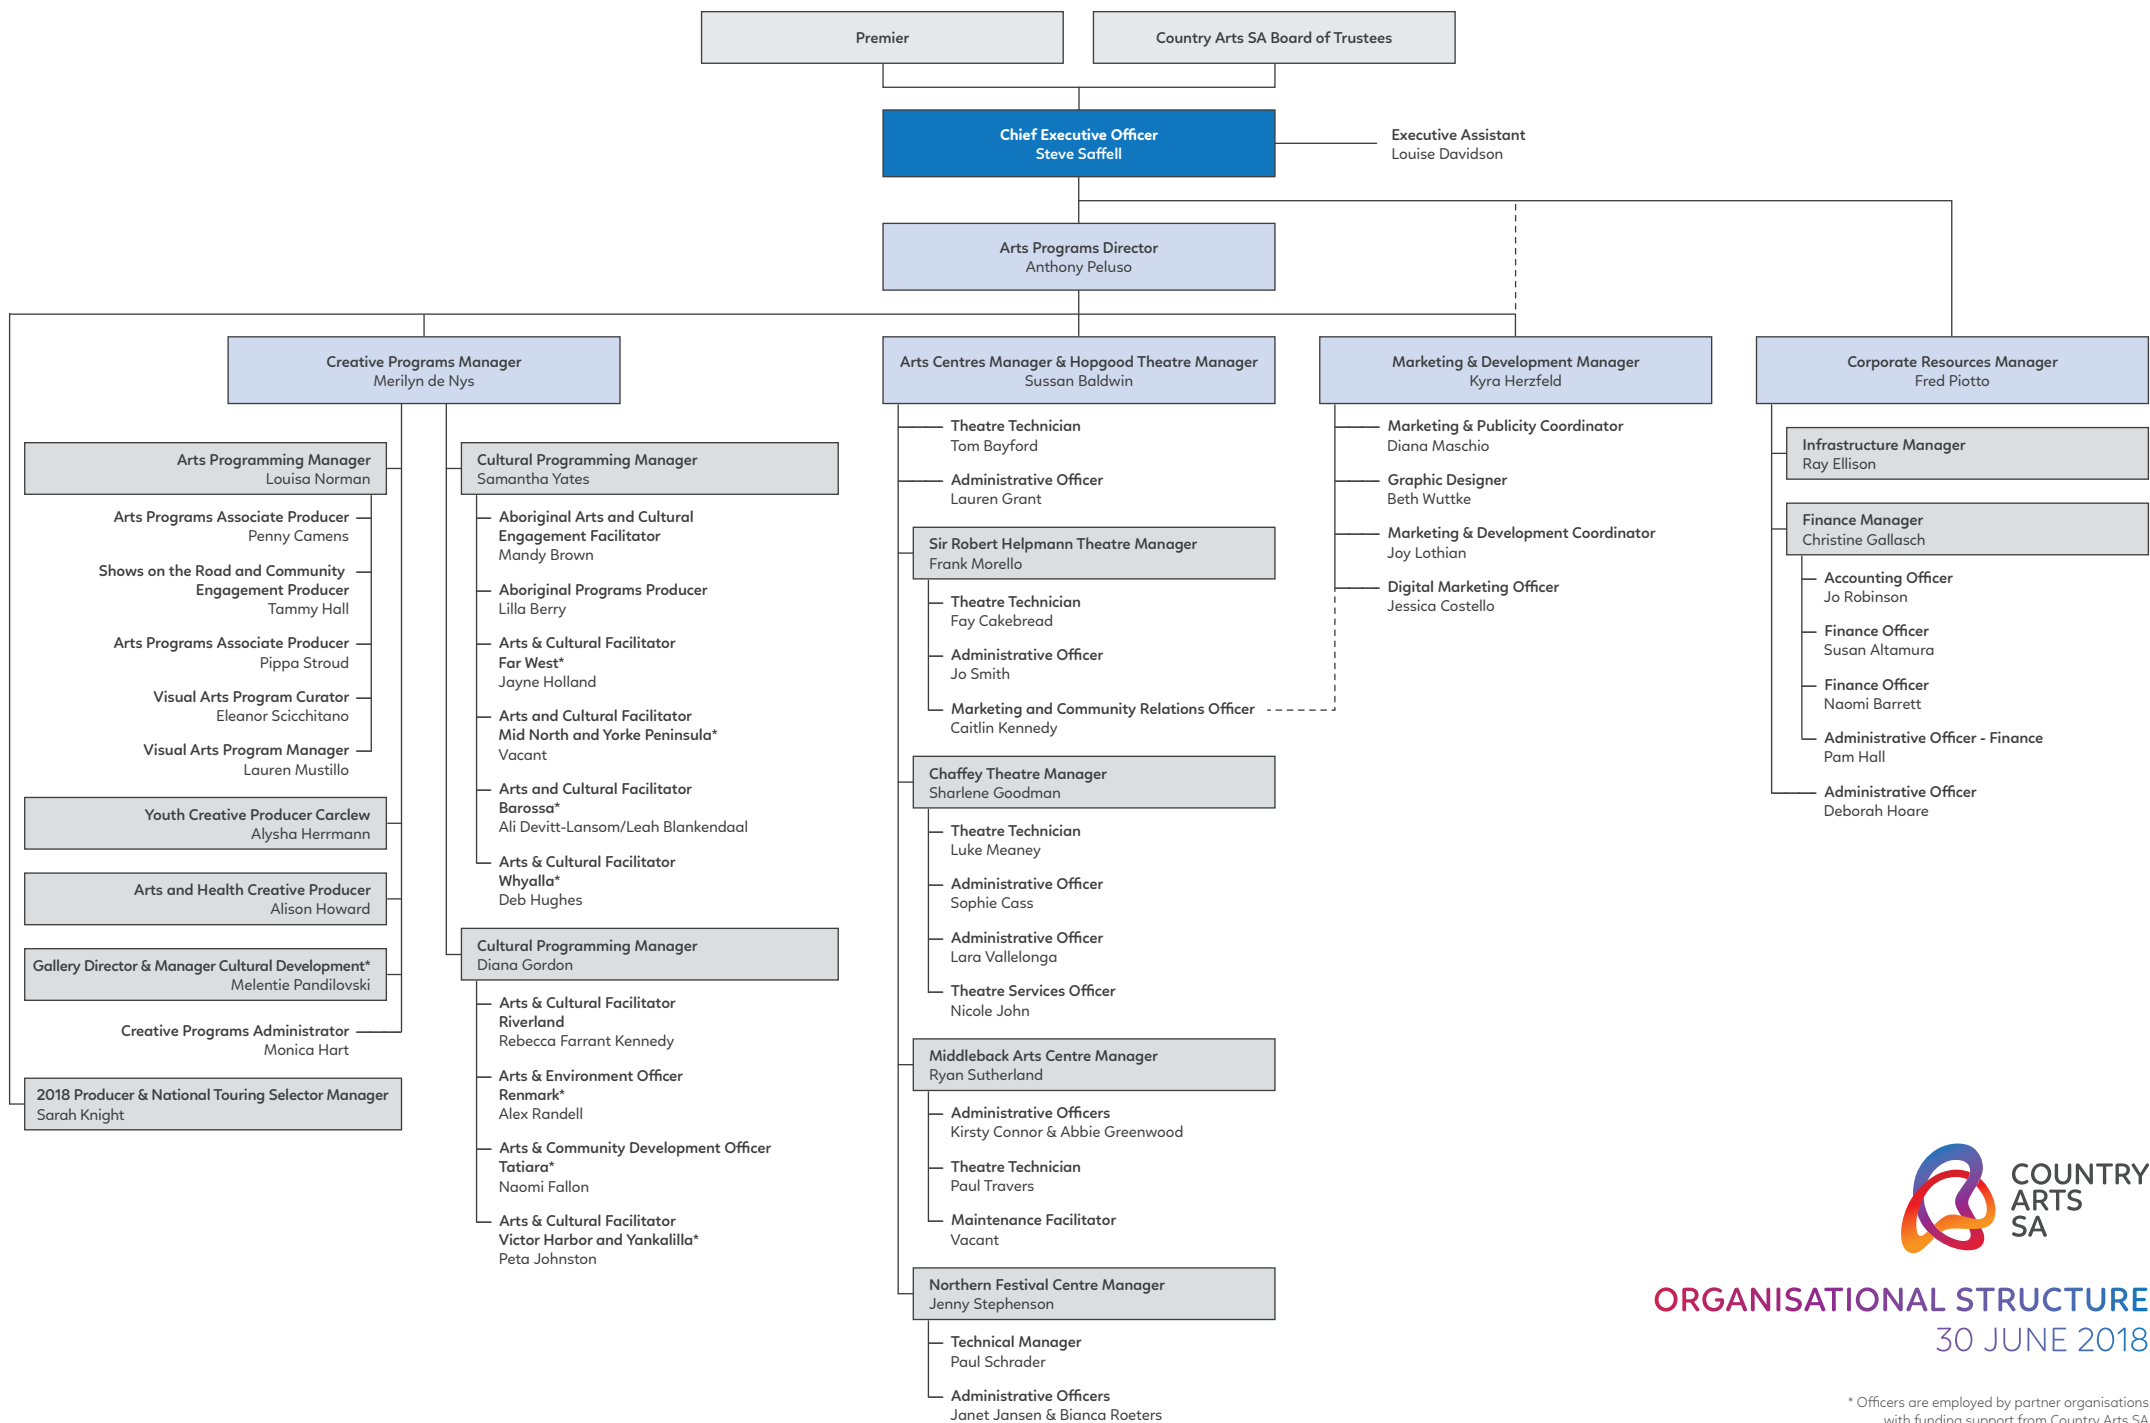 Premier
Country Arts SA Board of Trustees
Chief Executive Officer
Steve Saffell
Executive Assistant
Louise Davidson
Arts Programs Director
Anthony Peluso
Creative Programs Manager
Merilyn de Nys
Arts Centres Manager & Hopgood Theatre Manager
Sussan Baldwin
Marketing & Development Manager
Kyra Herzfeld
Corporate Resources Manager
Fred Piotto
Arts Programming Manager
Louisa Norman
Arts Programs Associate Producer
Penny Camens
Shows on the Road and Community
Engagement Producer
Tammy Hall
Arts Programs Associate Producer
Pippa Stroud
Visual Arts Program Curator
Eleanor Scicchitano
Visual Arts Program Manager
Lauren Mustillo
Youth Creative Producer Carclew
Alysha Herrmann
Arts and Health Creative Producer
Alison Howard
Gallery Director & Manager Cultural Development*
Melentie Pandilovski
Creative Programs Administrator
Monica Hart
2018 Producer & National Touring Selector Manager
Sarah Knight
Cultural Programming Manager
Samantha Yates
Aboriginal Arts and Cultural
Engagement Facilitator
Mandy Brown
Aboriginal Programs Producer
Lilla Berry
Arts & Cultural Facilitator
Far West*
Jayne Holland
Arts and Cultural Facilitator
Mid North and Yorke Peninsula*
Vacant
Arts and Cultural Facilitator
Barossa*
Ali Devitt-Lansom/Leah Blankendaal
Arts & Cultural Facilitator
Whyalla*
Deb Hughes
Cultural Programming Manager
Diana Gordon
Arts & Cultural Facilitator
Riverland
Rebecca Farrant Kennedy
Arts & Environment Officer
Renmark*
Alex Randell
Arts & Community Development Officer
Tatiara*
Naomi Fallon
Arts & Cultural Facilitator
Victor Harbor and Yankalilla*
Peta Johnston
Theatre Technician
Tom Bayford
Administrative Officer
Lauren Grant
Sir Robert Helpmann Theatre Manager
Frank Morello
Theatre Technician
Fay Cakebread
Administrative Officer
Jo Smith
Marketing and Community Relations Officer
Caitlin Kennedy
Chaffey Theatre Manager
Sharlene Goodman
Theatre Technician
Luke Meaney
Administrative Officer
Sophie Cass
Administrative Officer
Lara Vallelonga
Theatre Services Officer
Nicole John
Middleback Arts Centre Manager
Ryan Sutherland
Administrative Officers
Kirsty Connor & Abbie Greenwood
Theatre Technician
Paul Travers
Maintenance Facilitator
Vacant
Northern Festival Centre Manager
Jenny Stephenson
Technical Manager
Paul Schrader
Administrative Officers
Janet Jansen & Bianca Roeters
Marketing & Publicity Coordinator
Diana Maschio
Graphic Designer
Beth Wuttke
Marketing & Development Coordinator
Joy Lothian
Digital Marketing Officer
Jessica Costello
Infrastructure Manager
Ray Ellison
Finance Manager
Christine Gallasch
Accounting Officer
Jo Robinson
Finance Officer
Susan Altamura
Finance Officer
Naomi Barrett
Administrative Officer - Finance
Pam Hall
Administrative Officer
Deborah Hoare
COUNTRY
ARTS
SA
ORGANISATIONAL STRUCTURE
30 JUNE 2018
* Officers are employed by partner organisations
with funding support from Country Arts SA